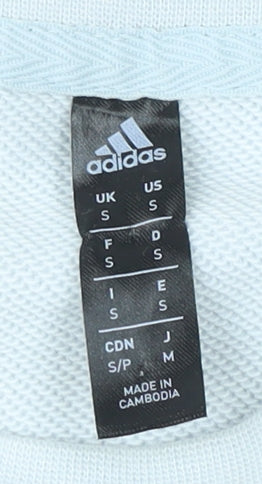 adidas
UK US
S S
F D
S S
I E
S S
CDN J
S/P M
MADE IN
CAMBODIA